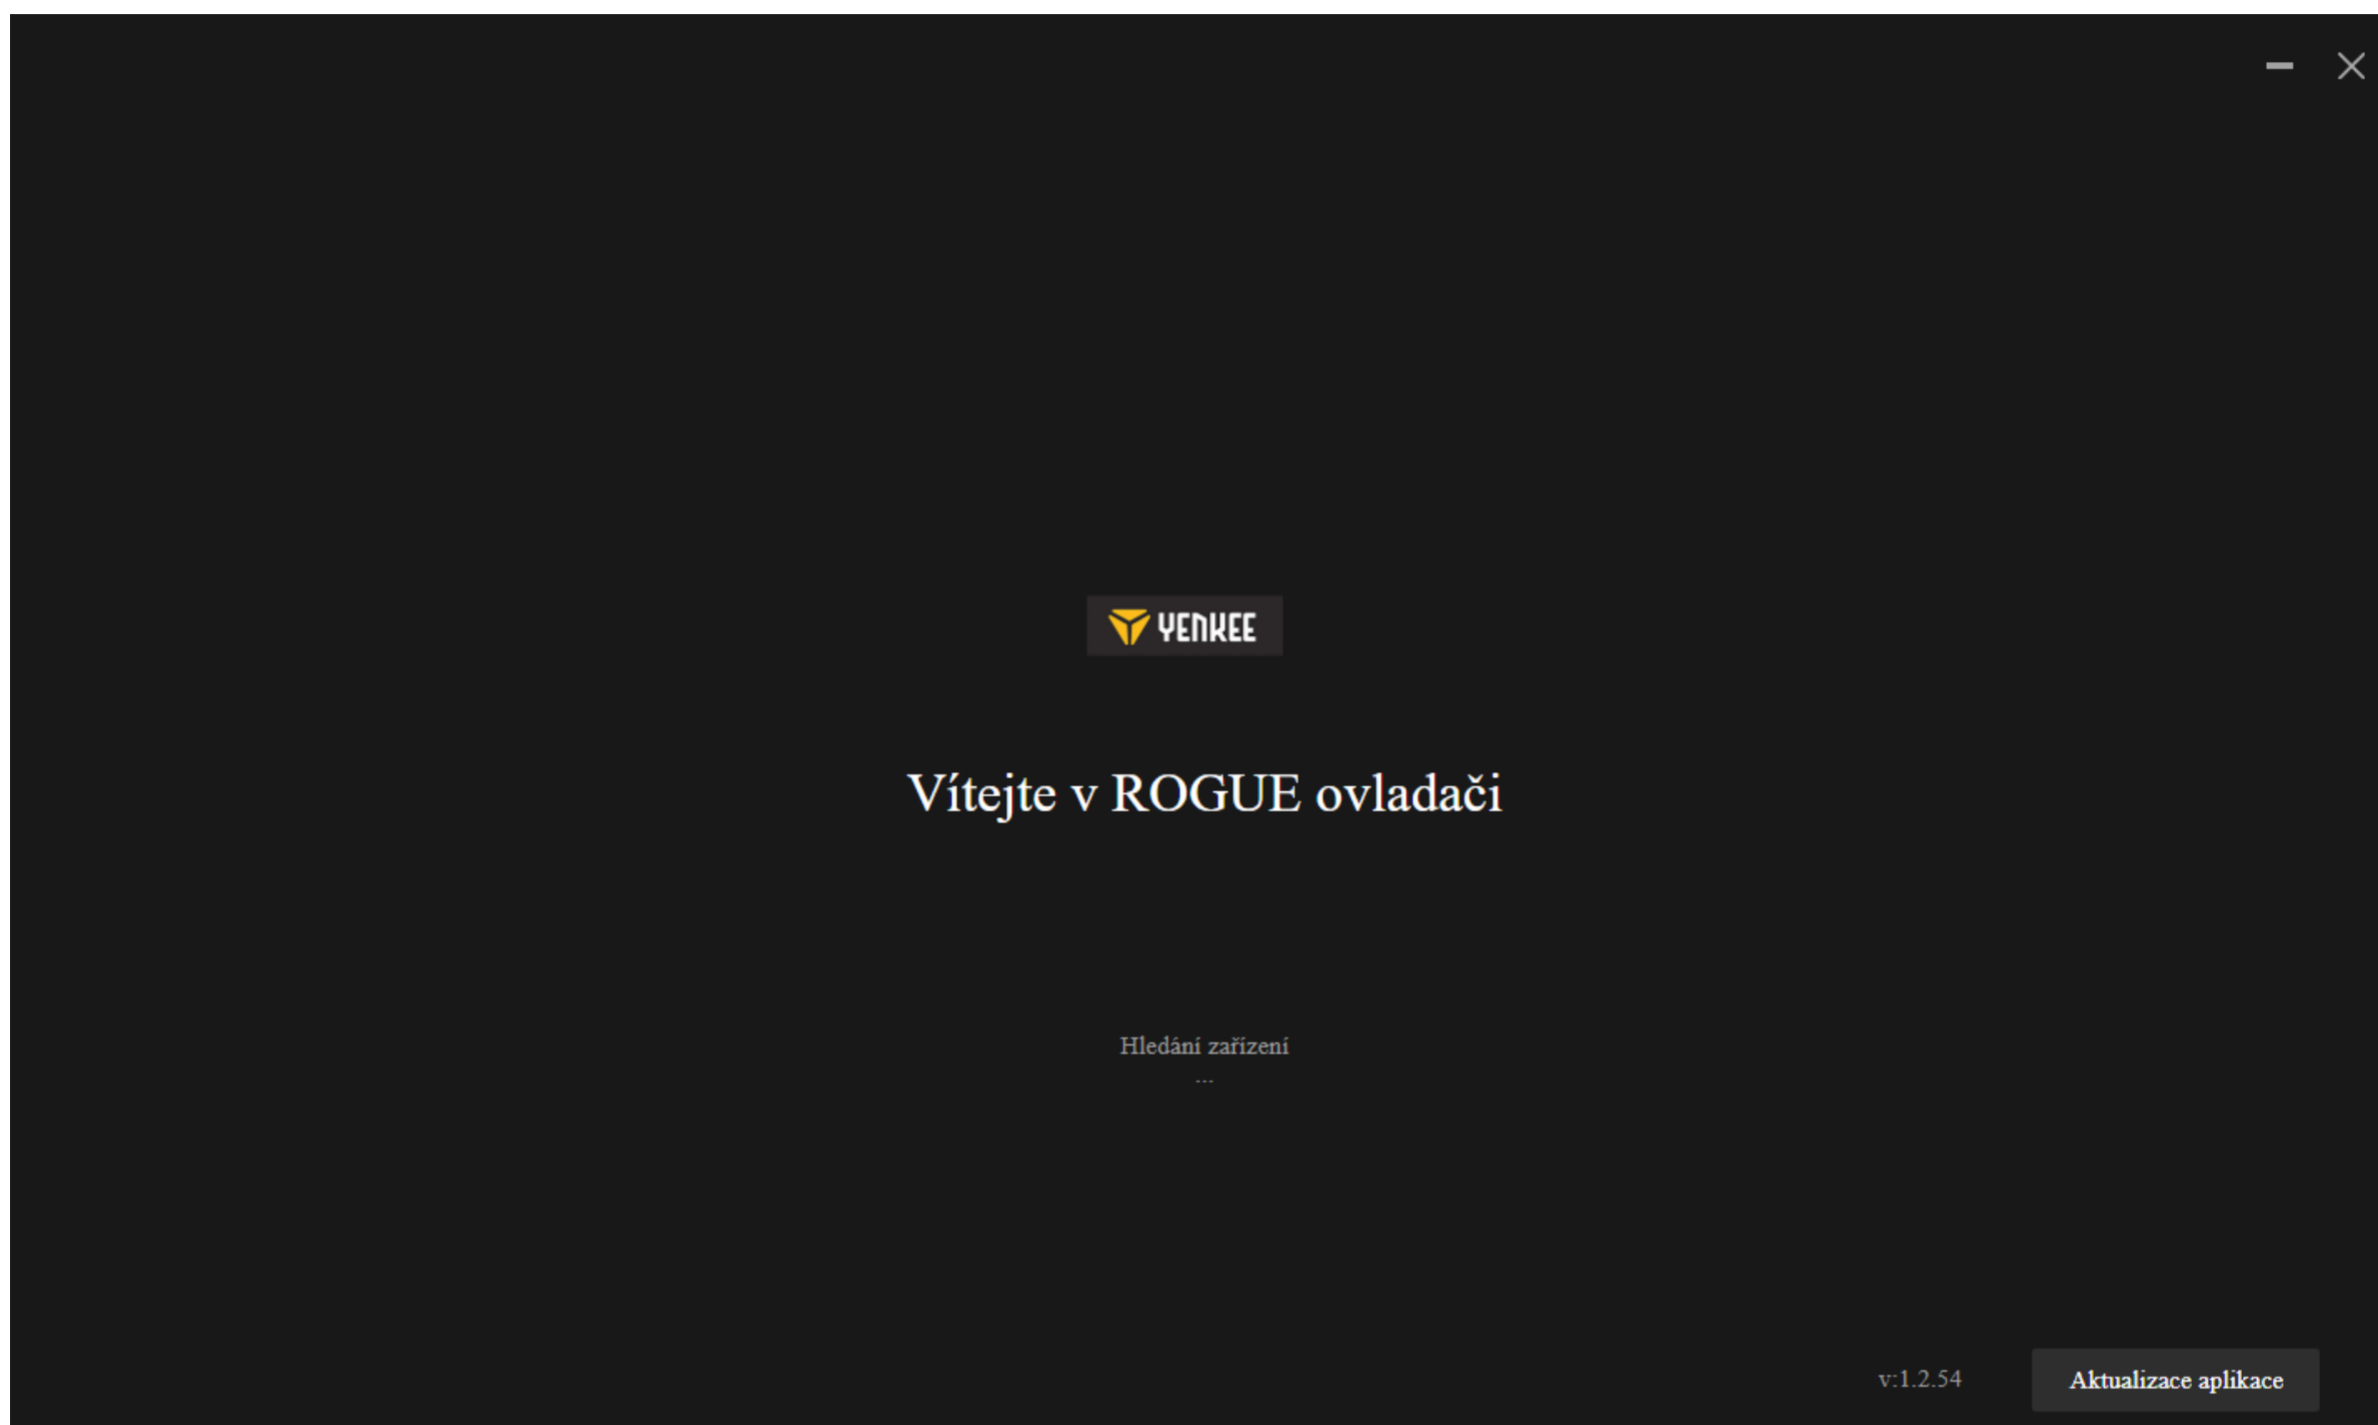 YENKEE
Vítejte v ROGUE ovladači
Hledání zařízení
...
v:1.2.54
Aktualizace aplikace